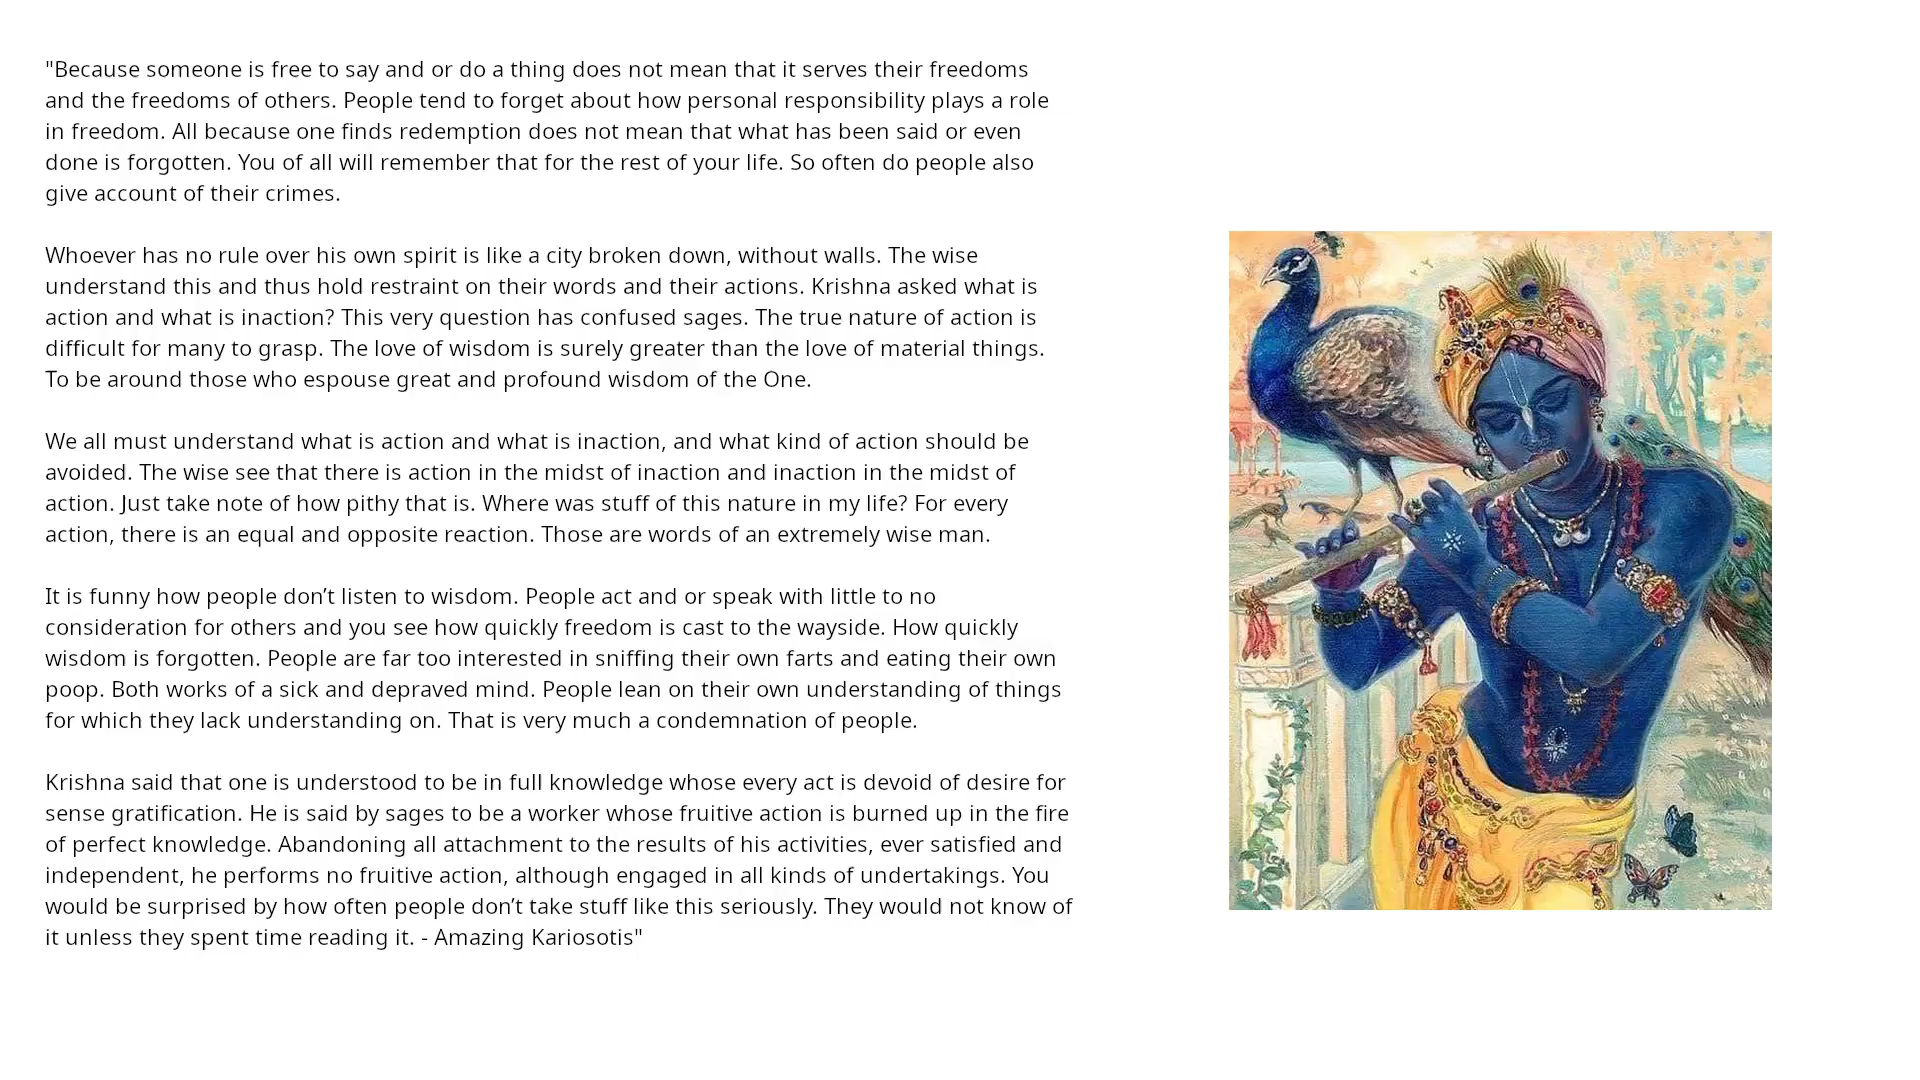 "Because someone is free to say and or do a thing does not mean that it serves their freedoms
and the freedoms of others. People tend to forget about how personal responsibility plays a role
in freedom. All because one finds redemption does not mean that what has been said or even
done is forgotten. You of all will remember that for the rest of your life. So often do people also
give account of their crimes.
Whoever has no rule over his own spirit is like a city broken down, without walls. The wise
understand this and thus hold restraint on their words and their actions. Krishna asked what is
action and what is inaction? This very question has confused sages. The true nature of action is
difficult for many to grasp. The love of wisdom is surely greater than the love of material things.
To be around those who espouse great and profound wisdom of the One.
We all must understand what is action and what is inaction, and what kind of action should be
avoided. The wise see that there is action in the midst of inaction and inaction in the midst of
action. Just take note of how pithy that is. Where was stuff of this nature in my life? For every
action, there is an equal and opposite reaction. Those are words of an extremely wise man.
It is funny how people don’t listen to wisdom. People act and or speak with little to no
consideration for others and you see how quickly freedom is cast to the wayside. How quickly
wisdom is forgotten. People are far too interested in sniffing their own farts and eating their own
poop. Both works of a sick and depraved mind. People lean on their own understanding of things
for which they lack understanding on. That is very much a condemnation of people.
Krishna said that one is understood to be in full knowledge whose every act is devoid of desire for
sense gratification. He is said by sages to be a worker whose fruitive action is burned up in the fire
of perfect knowledge. Abandoning all attachment to the results of his activities, ever satisfied and
independent, he performs no fruitive action, although engaged in all kinds of undertakings. You
would be surprised by how often people don’t take stuff like this seriously. They would not know of
it unless they spent time reading it. - Amazing Kariosotis"